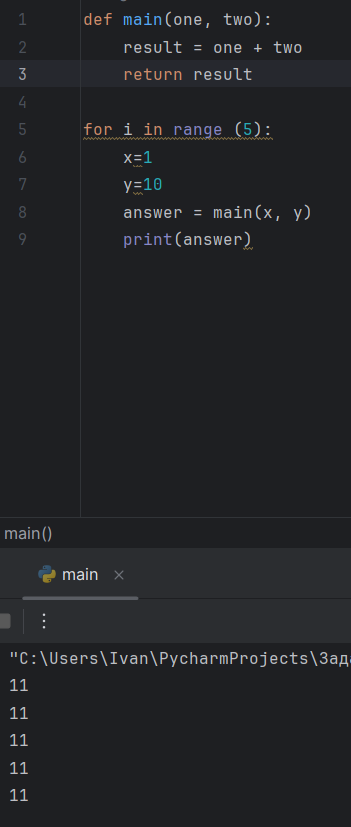 1 def main(one, two):
2 result = one + two
3 return result
4
5 for i in range (5):
6 x=1
7 y=10
8 answer = main(x, y)
9 print(answer)
main()
main ×
"C:\Users\Ivan\PycharmProjects\Зада
11
11
11
11
11